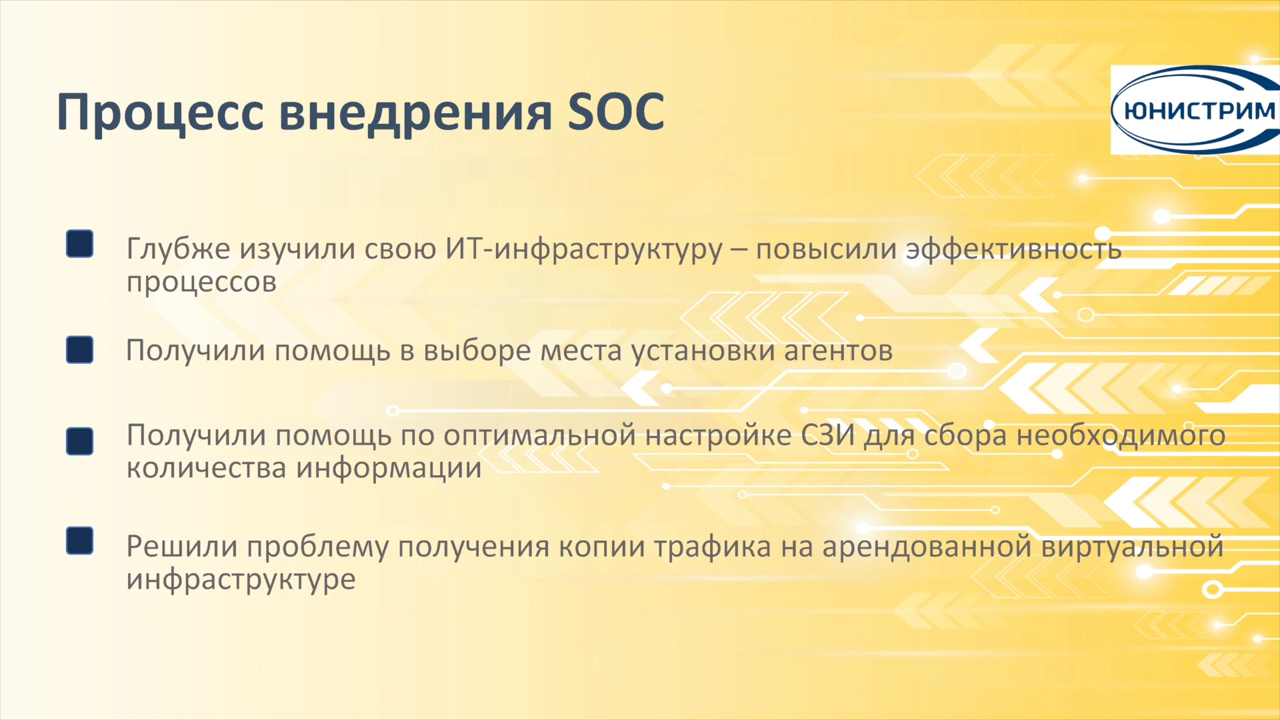 Процесс внедрения SOC
ЮНИСТРИМ
Глубже изучили свою ИТ-инфраструктуру – повысили эффективность
процессов
Получили помощь в выборе места установки агентов
Получили помощь по оптимальной настройке СЗИ для сбора необходимого
количества информации
Решили проблему получения копии трафика на арендованной виртуальной
инфраструктуре